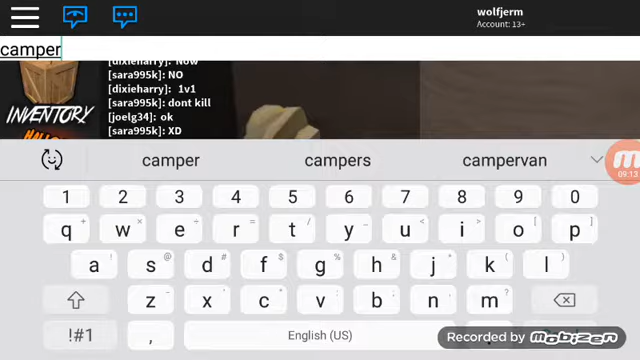 wolfjerm
Account: 13+
camper
[dixieharry]: Now
[sara995k]: NO
[dixieharry]: 1v1
[sara995k]: dont kill
[joelg34]: ok
[sara995k]: XD
INVENTORY
camper campers campervan
09:13
1 2 3 4 5 6 7 8 9 0
q + w × e ÷ r = t / y _ u < i > o [ p ]
a ! s @ d # f $ g % h & j * k ( l )
z - x ' c " v : b ; n , m ?
!#1 , English (US)
Recorded by mobizen